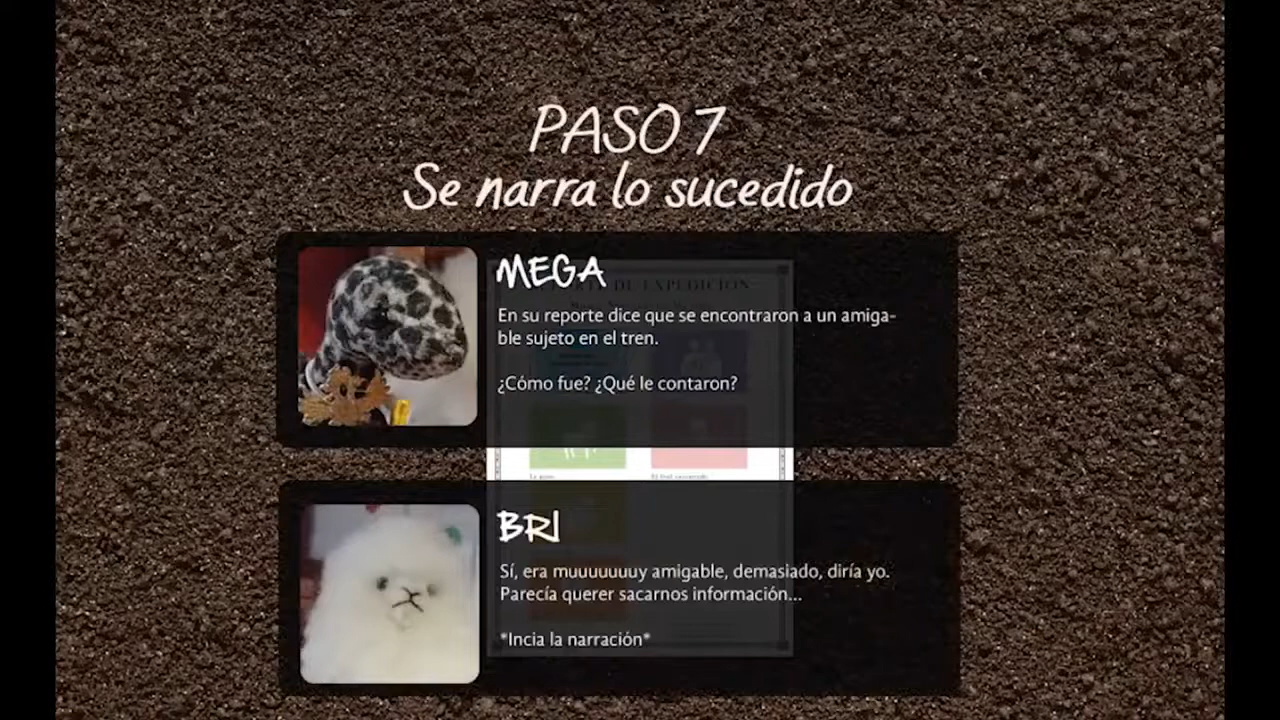 PASO 7
Se narra lo sucedido
MEGA
En su reporte dice que se encontraron a un amiga-
ble sujeto en el tren.
¿Cómo fue? ¿Qué le contaron?
BRI
Sí, era muuuuuuuy amigable, demasiado, diría yo.
Parecía querer sacarnos información...
*Incia la narración*